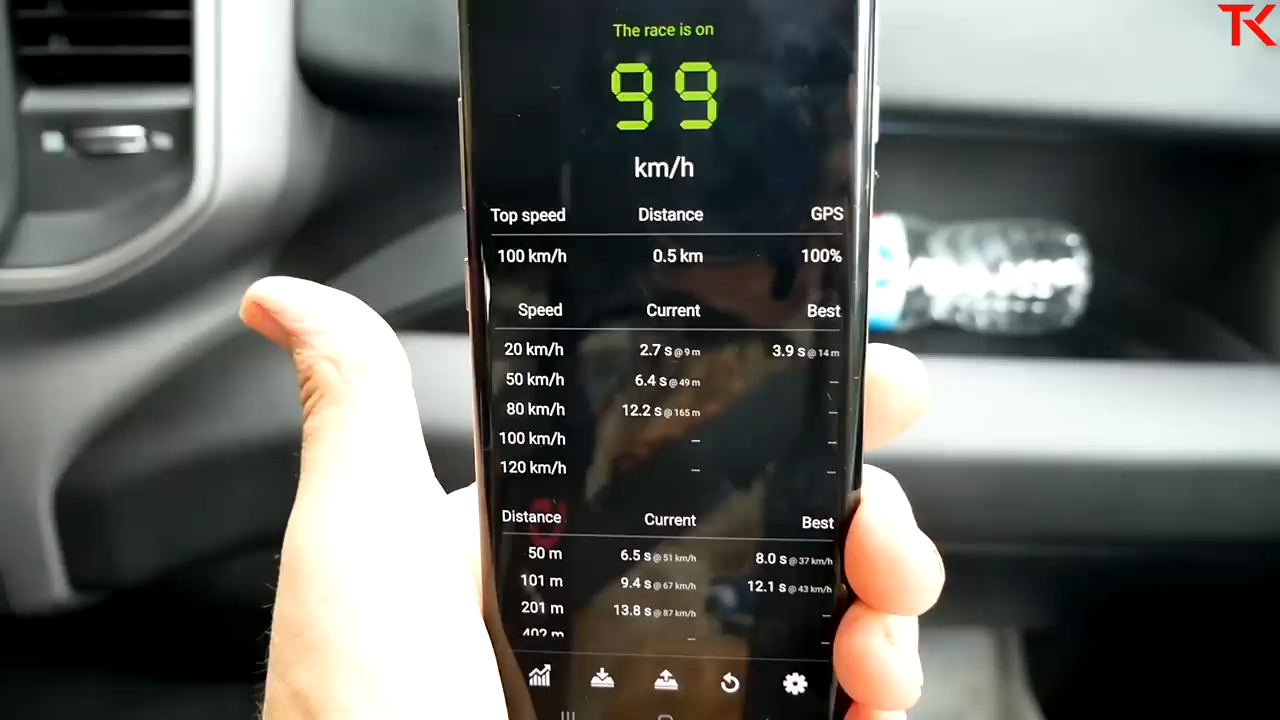 TK
The race is on
99
km/h
Top speed Distance GPS
100 km/h 0.5 km 100%
Speed Current Best
20 km/h 2.7 s @ 9 m 3.9 s @ 14 m
50 km/h 6.4 s @ 49 m –
80 km/h 12.2 s @ 165 m –
100 km/h – –
120 km/h – –
Distance Current Best
50 m 6.5 s @ 51 km/h 8.0 s @ 37 km/h
101 m 9.4 s @ 67 km/h 12.1 s @ 43 km/h
201 m 13.8 s @ 87 km/h –
402 m – –